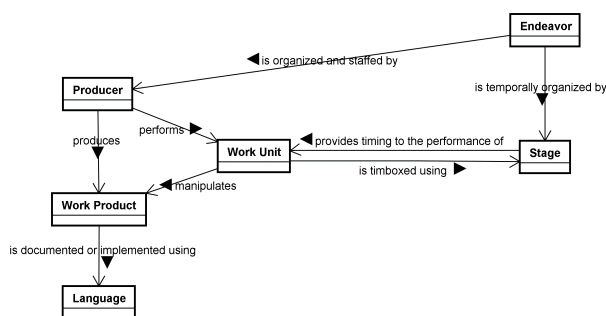 Endeavor
is organized and staffed by
Producer
is temporally organized by
performs
produces
provides timing to the performance of
Work Unit
Stage
is timboxed using
manipulates
Work Product
is documented or implemented using
Language